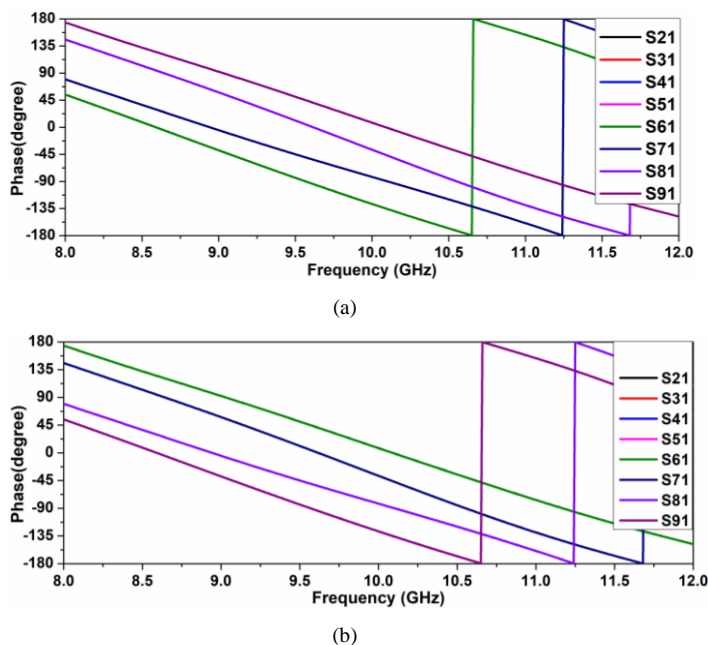 180
135
90
45
0
-45
-90
-135
-180
Phase(degree)
8.0 8.5 9.0 9.5 10.0 10.5 11.0 11.5 12.0
Frequency (GHz)
S21
S31
S41
S51
S61
S71
S81
S91
(a)
180
135
90
45
0
-45
-90
-135
-180
Phase(degree)
8.0 8.5 9.0 9.5 10.0 10.5 11.0 11.5 12.0
Frequency (GHz)
S21
S31
S41
S51
S61
S71
S81
S91
(b)